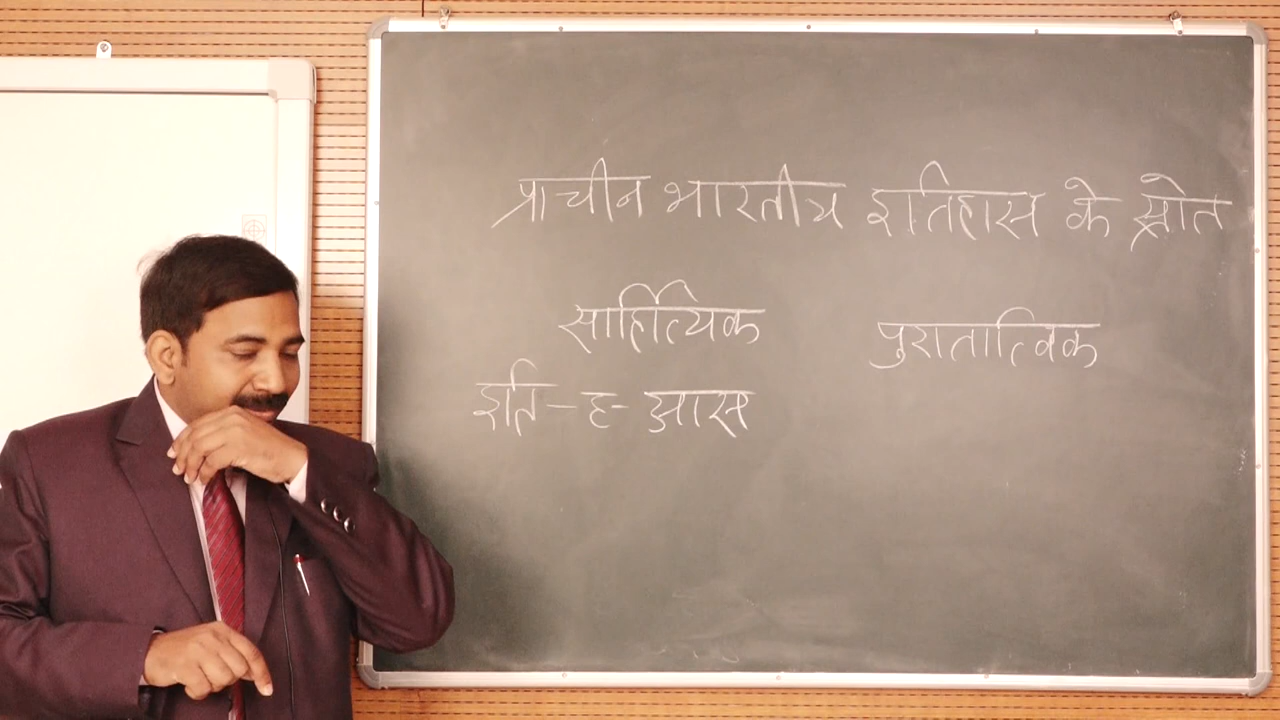 प्राचीन भारतीय इतिहास के स्रोत
साहित्यिक पुरातात्विक
इति-ह-आस